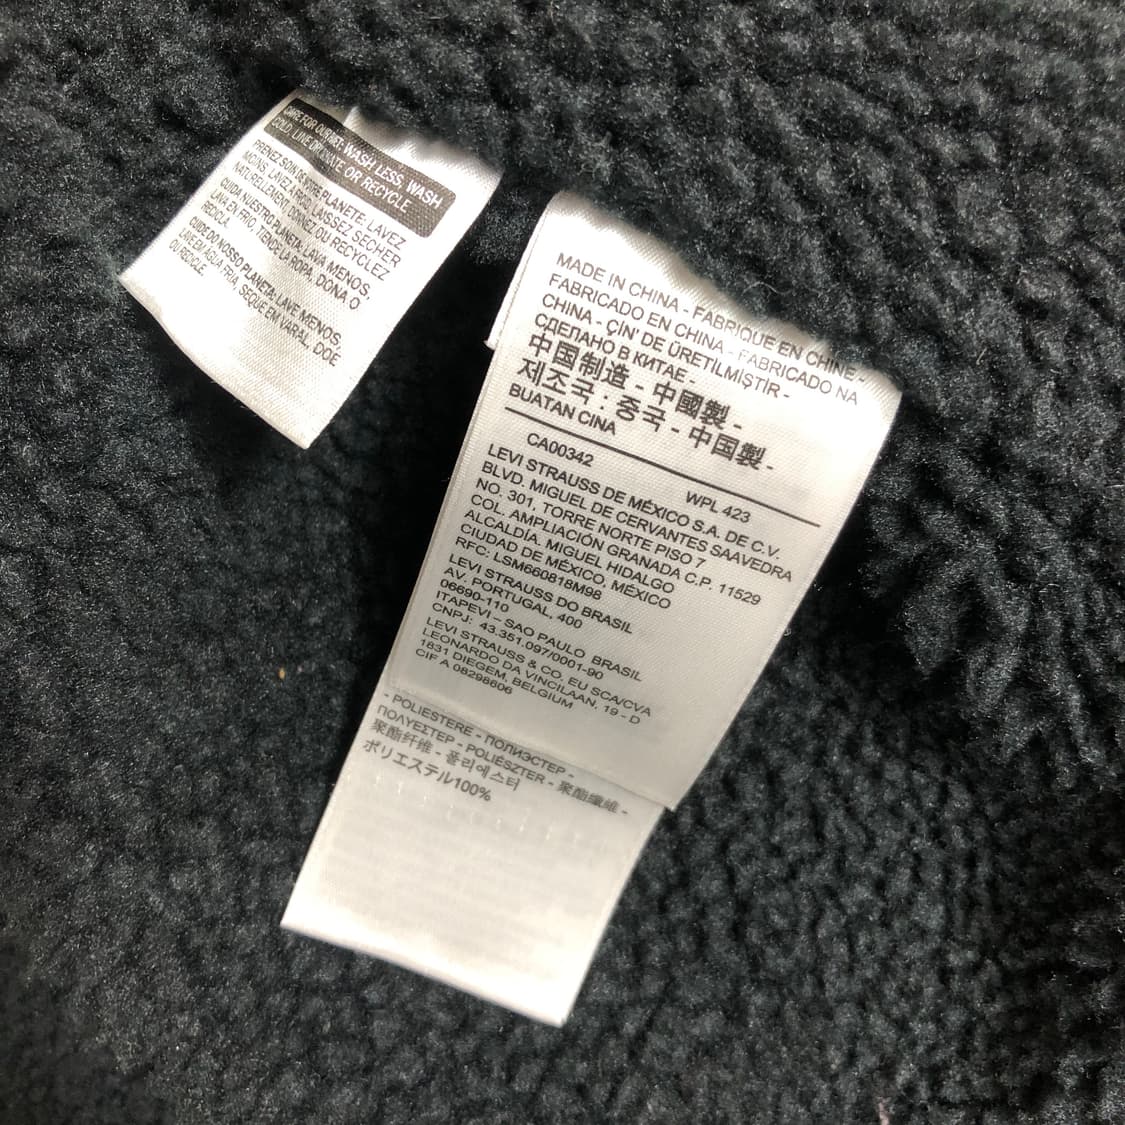 CARE FOR OUR PLANET: WASH LESS, WASH
COLD, LINE DRY, DONATE OR RECYCLE
PRENEZ SOIN DE VOTRE PLANETE: LAVEZ
MOINS, LAVEZ À FROID, LAISSEZ SÉCHER
NATURELLEMENT, DONNEZ OU RECYCLEZ
CUIDA NUESTRO PLANETA: LAVA MENOS,
LAVA EN FRIO, TIENDE LA ROPA, DONA O
RECICLA.
CUIDE DO NOSSO PLANETA: LAVE MENOS,
LAVE EM ÁGUA FRIA, SEQUE EM VARAL, DOE
OU RECICLE.
MADE IN CHINA - FABRIQUE EN CHINE -
FABRICADO EN CHINA - FABRICADO NA
CHINA - ÇİN' DE ÜRETILMIŞTİR -
СДЕЛАНО В КИТАЕ -
中国制造 - 中國製 -
제조국 : 중국 - 中国製 -
BUATAN CINA
CA00342 WPL 423
LEVI STRAUSS DE MÉXICO S.A. DE C.V.
BLVD. MIGUEL DE CERVANTES SAAVEDRA
NO. 301, TORRE NORTE PISO 7
COL. AMPLIACIÓN GRANADA C.P. 11529
ALCALDÍA. MIGUEL HIDALGO
CIUDAD DE MÉXICO, MÉXICO
RFC: LSM660818M98
LEVI STRAUSS DO BRASIL
AV. PORTUGAL, 400
06690-110
ITAPEVI – SAO PAULO BRASIL
CNPJ: 43.351.097/0001-90
LEVI STRAUSS & CO, EU SCA/CVA
LEONARDO DA VINCILAAN. 19 - D
1831 DIEGEM, BELGIUM
CIF A 08298606
- POLIESTERE - ПОЛИЭСТЕР -
ΠΟΛΥΕΣΤΕΡ - POLIÉSZTER - 聚酯纖維 -
聚酯纤维 - 폴리에스터
ポリエステル100%